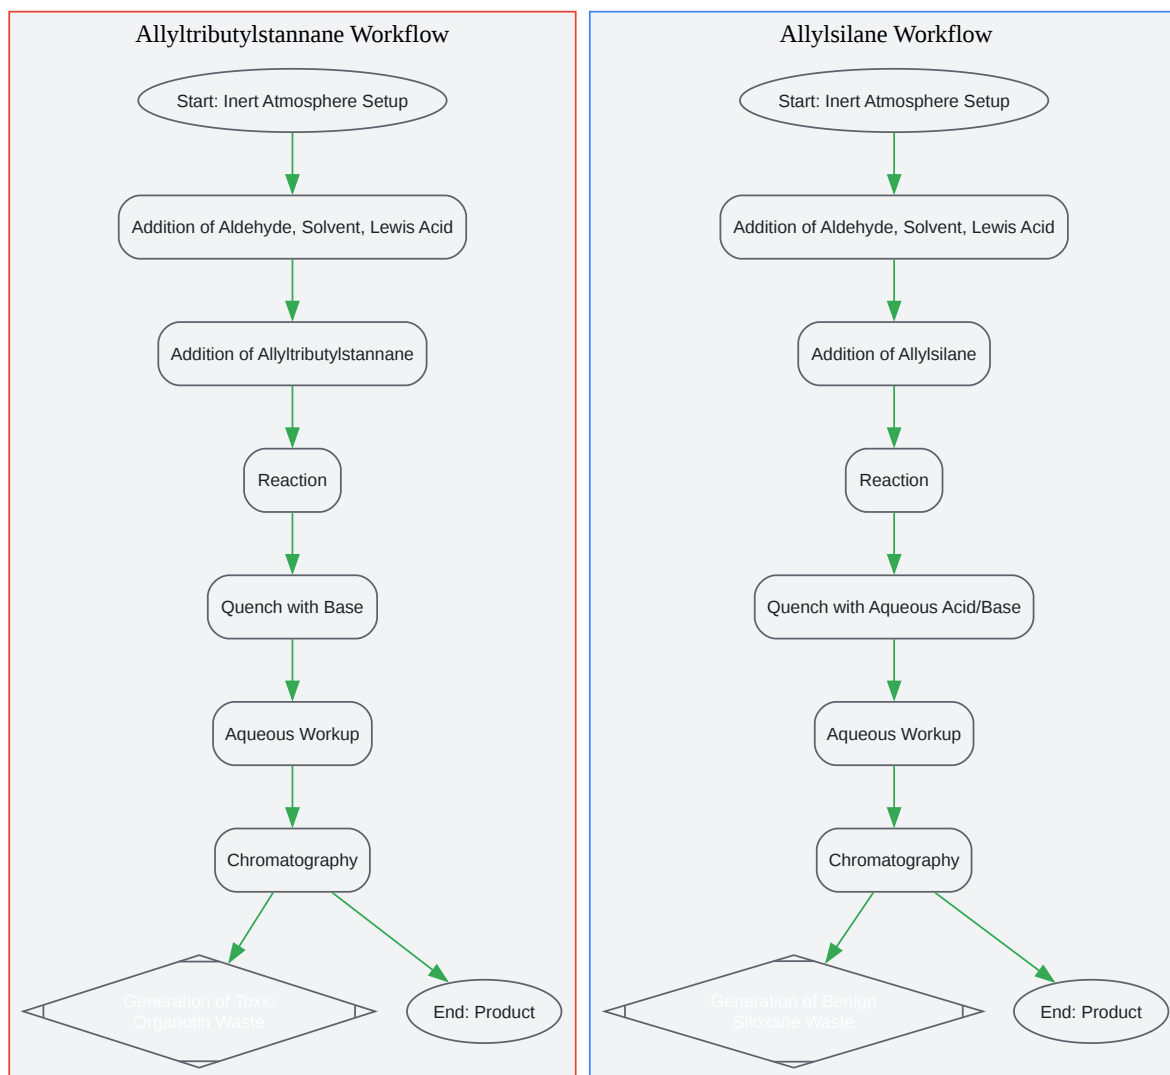 Allyltributylstannane Workflow
Start: Inert Atmosphere Setup
Addition of Aldehyde, Solvent, Lewis Acid
Addition of Allyltributylstannane
Reaction
Quench with Base
Aqueous Workup
Chromatography
Generation of Toxic
Organotin Waste
End: Product
Allylsilane Workflow
Start: Inert Atmosphere Setup
Addition of Aldehyde, Solvent, Lewis Acid
Addition of Allylsilane
Reaction
Quench with Aqueous Acid/Base
Aqueous Workup
Chromatography
Generation of Benign
Siloxane Waste
End: Product